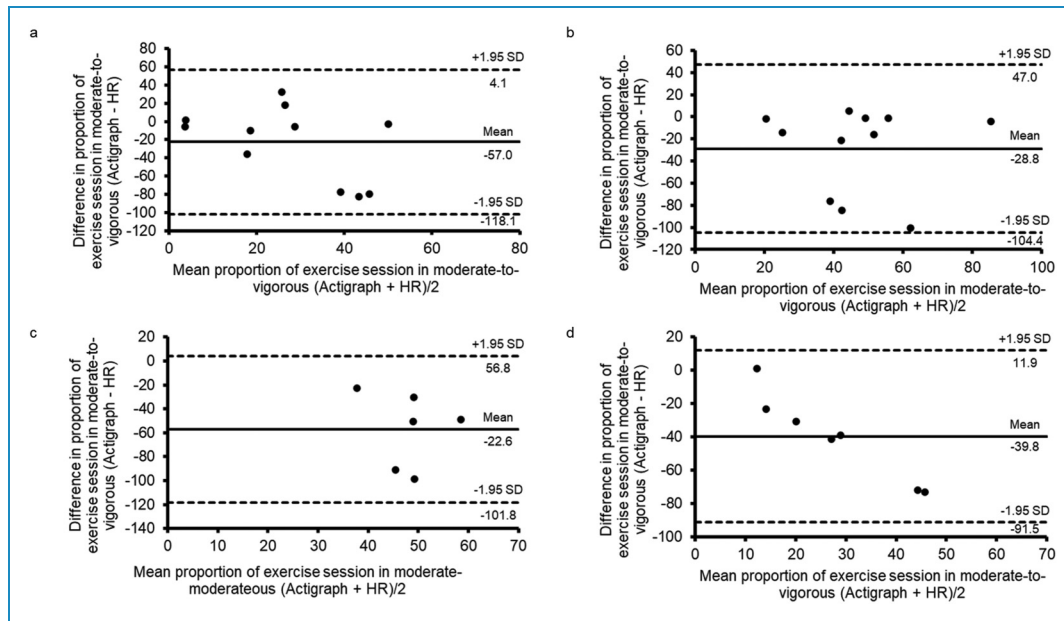 a
Difference in proportion of
exercise session in moderate-to-
vigorous (Actigraph - HR)
80
60
40
20
0
-20
-40
-60
-80
-100
-120
+1.95 SD
4.1
Mean
-57.0
-1.95 SD
-118.1
0 20 40 60 80
Mean proportion of exercise session in moderate-to-
vigorous (Actigraph + HR)/2
b
Difference in proportion of
exercise session in moderate-to-
vigorous (Actigraph - HR)
60
40
20
0
-20
-40
-60
-80
-100
-120
+1.95 SD
47.0
Mean
-28.8
-1.95 SD
-104.4
0 20 40 60 80 100
Mean proportion of exercise session in moderate-to-
vigorous (Actigraph + HR)/2
c
Difference in proportion of
exercise session in moderate-to-
vigorous (Actigraph - HR)
20
0
-20
-40
-60
-80
-100
-120
-140
+1.95 SD
56.8
Mean
-22.6
-1.95 SD
-101.8
0 10 20 30 40 50 60 70
Mean proportion of exercise session in moderate-
moderateous (Actigraph + HR)/2
d
Difference in proportion of
exercise session in moderate-to-
vigorous (Actigraph - HR)
20
0
-20
-40
-60
-80
-100
+1.95 SD
11.9
Mean
-39.8
-1.95 SD
-91.5
0 10 20 30 40 50 60 70
Mean proportion of exercise session in moderate-to-
vigorous (Actigraph + HR)/2